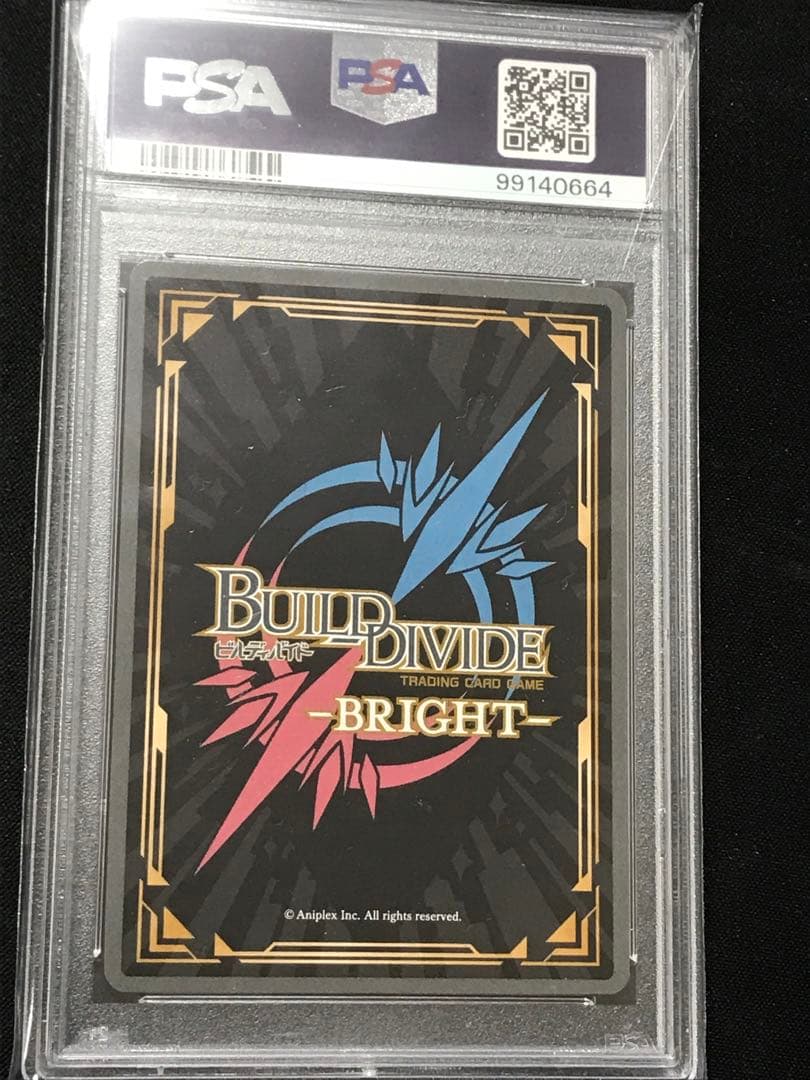 PSA
PSA
99140664
BUILD DIVIDE
ビルディバイド
TRADING CARD GAME
-BRIGHT-
© Aniplex Inc. All rights reserved.
PSA